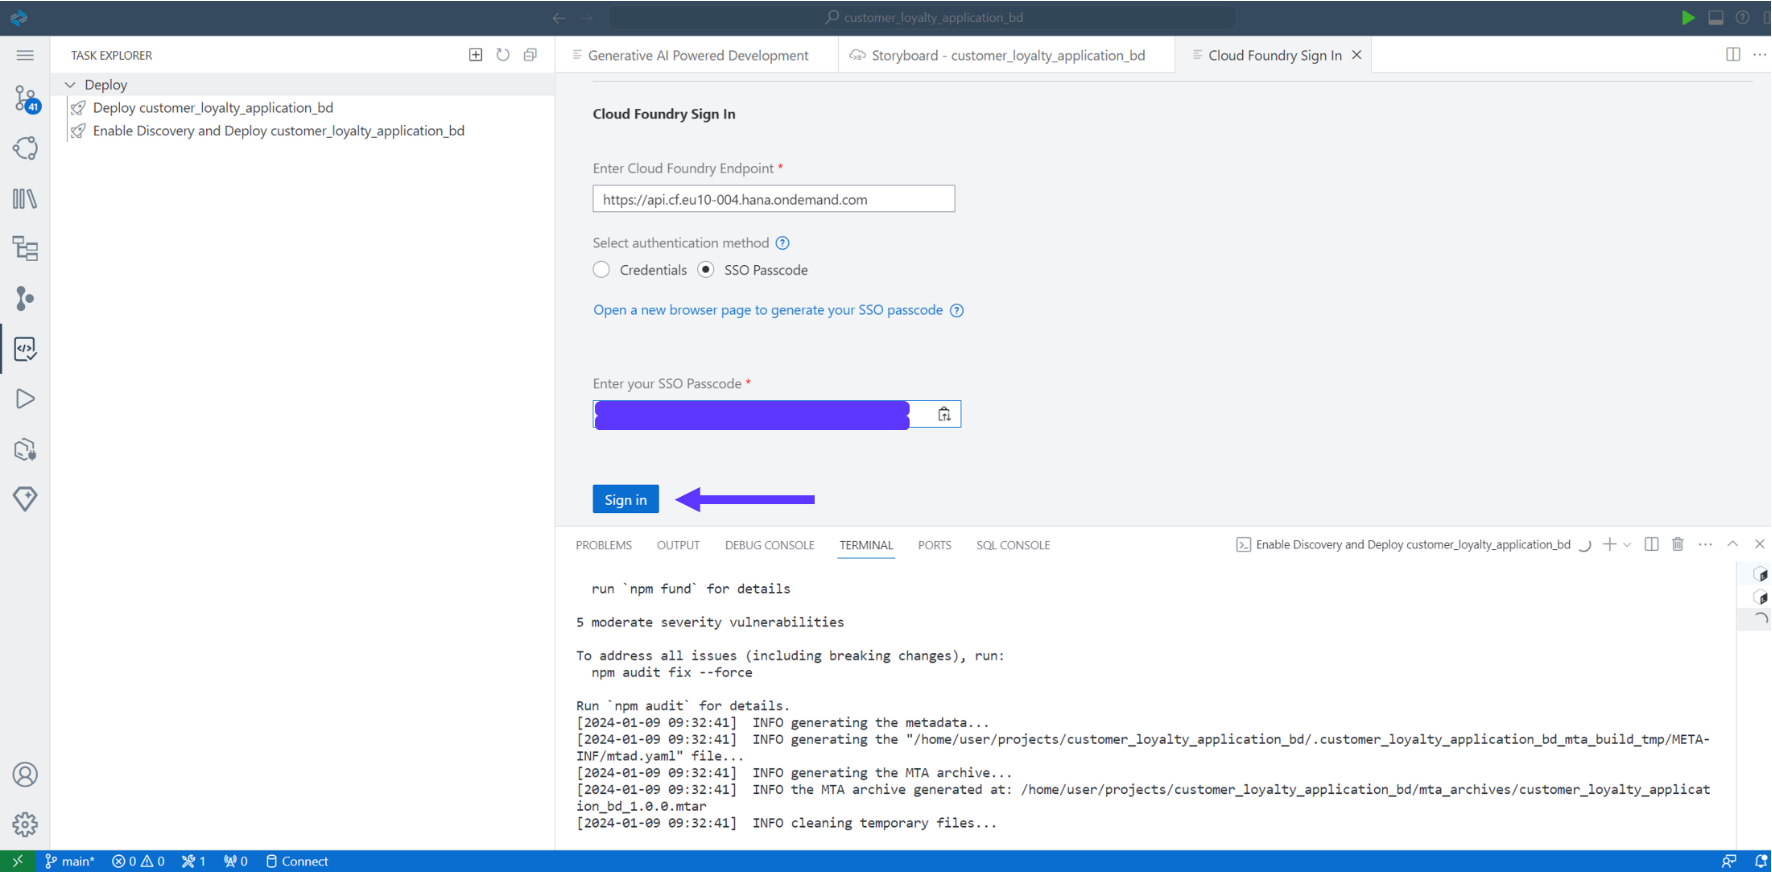 customer_loyalty_application_bd
TASK EXPLORER
Generative AI Powered Development
Storyboard - customer_loyalty_application_bd
Cloud Foundry Sign In
Deploy
41
Deploy customer_loyalty_application_bd
Enable Discovery and Deploy customer_loyalty_application_bd
Cloud Foundry Sign In
Enter Cloud Foundry Endpoint *
https://api.cf.eu10-004.hana.ondemand.com
Select authentication method
Credentials SSO Passcode
Open a new browser page to generate your SSO passcode
Enter your SSO Passcode *
Sign in
PROBLEMS OUTPUT DEBUG CONSOLE TERMINAL PORTS SQL CONSOLE
Enable Discovery and Deploy customer_loyalty_application_bd
run `npm fund` for details
5 moderate severity vulnerabilities
To address all issues (including breaking changes), run:
npm audit fix --force
Run `npm audit` for details.
[2024-01-09 09:32:41]  INFO generating the metadata...
[2024-01-09 09:32:41]  INFO generating the "/home/user/projects/customer_loyalty_application_bd/.customer_loyalty_application_bd_mta_build_tmp/META-
INF/mtad.yaml" file...
[2024-01-09 09:32:41]  INFO generating the MTA archive...
[2024-01-09 09:32:41]  INFO the MTA archive generated at: /home/user/projects/customer_loyalty_application_bd/mta_archives/customer_loyalty_applicat
ion_bd_1.0.0.mtar
[2024-01-09 09:32:41]  INFO cleaning temporary files...
main* 0 0 1 0 Connect